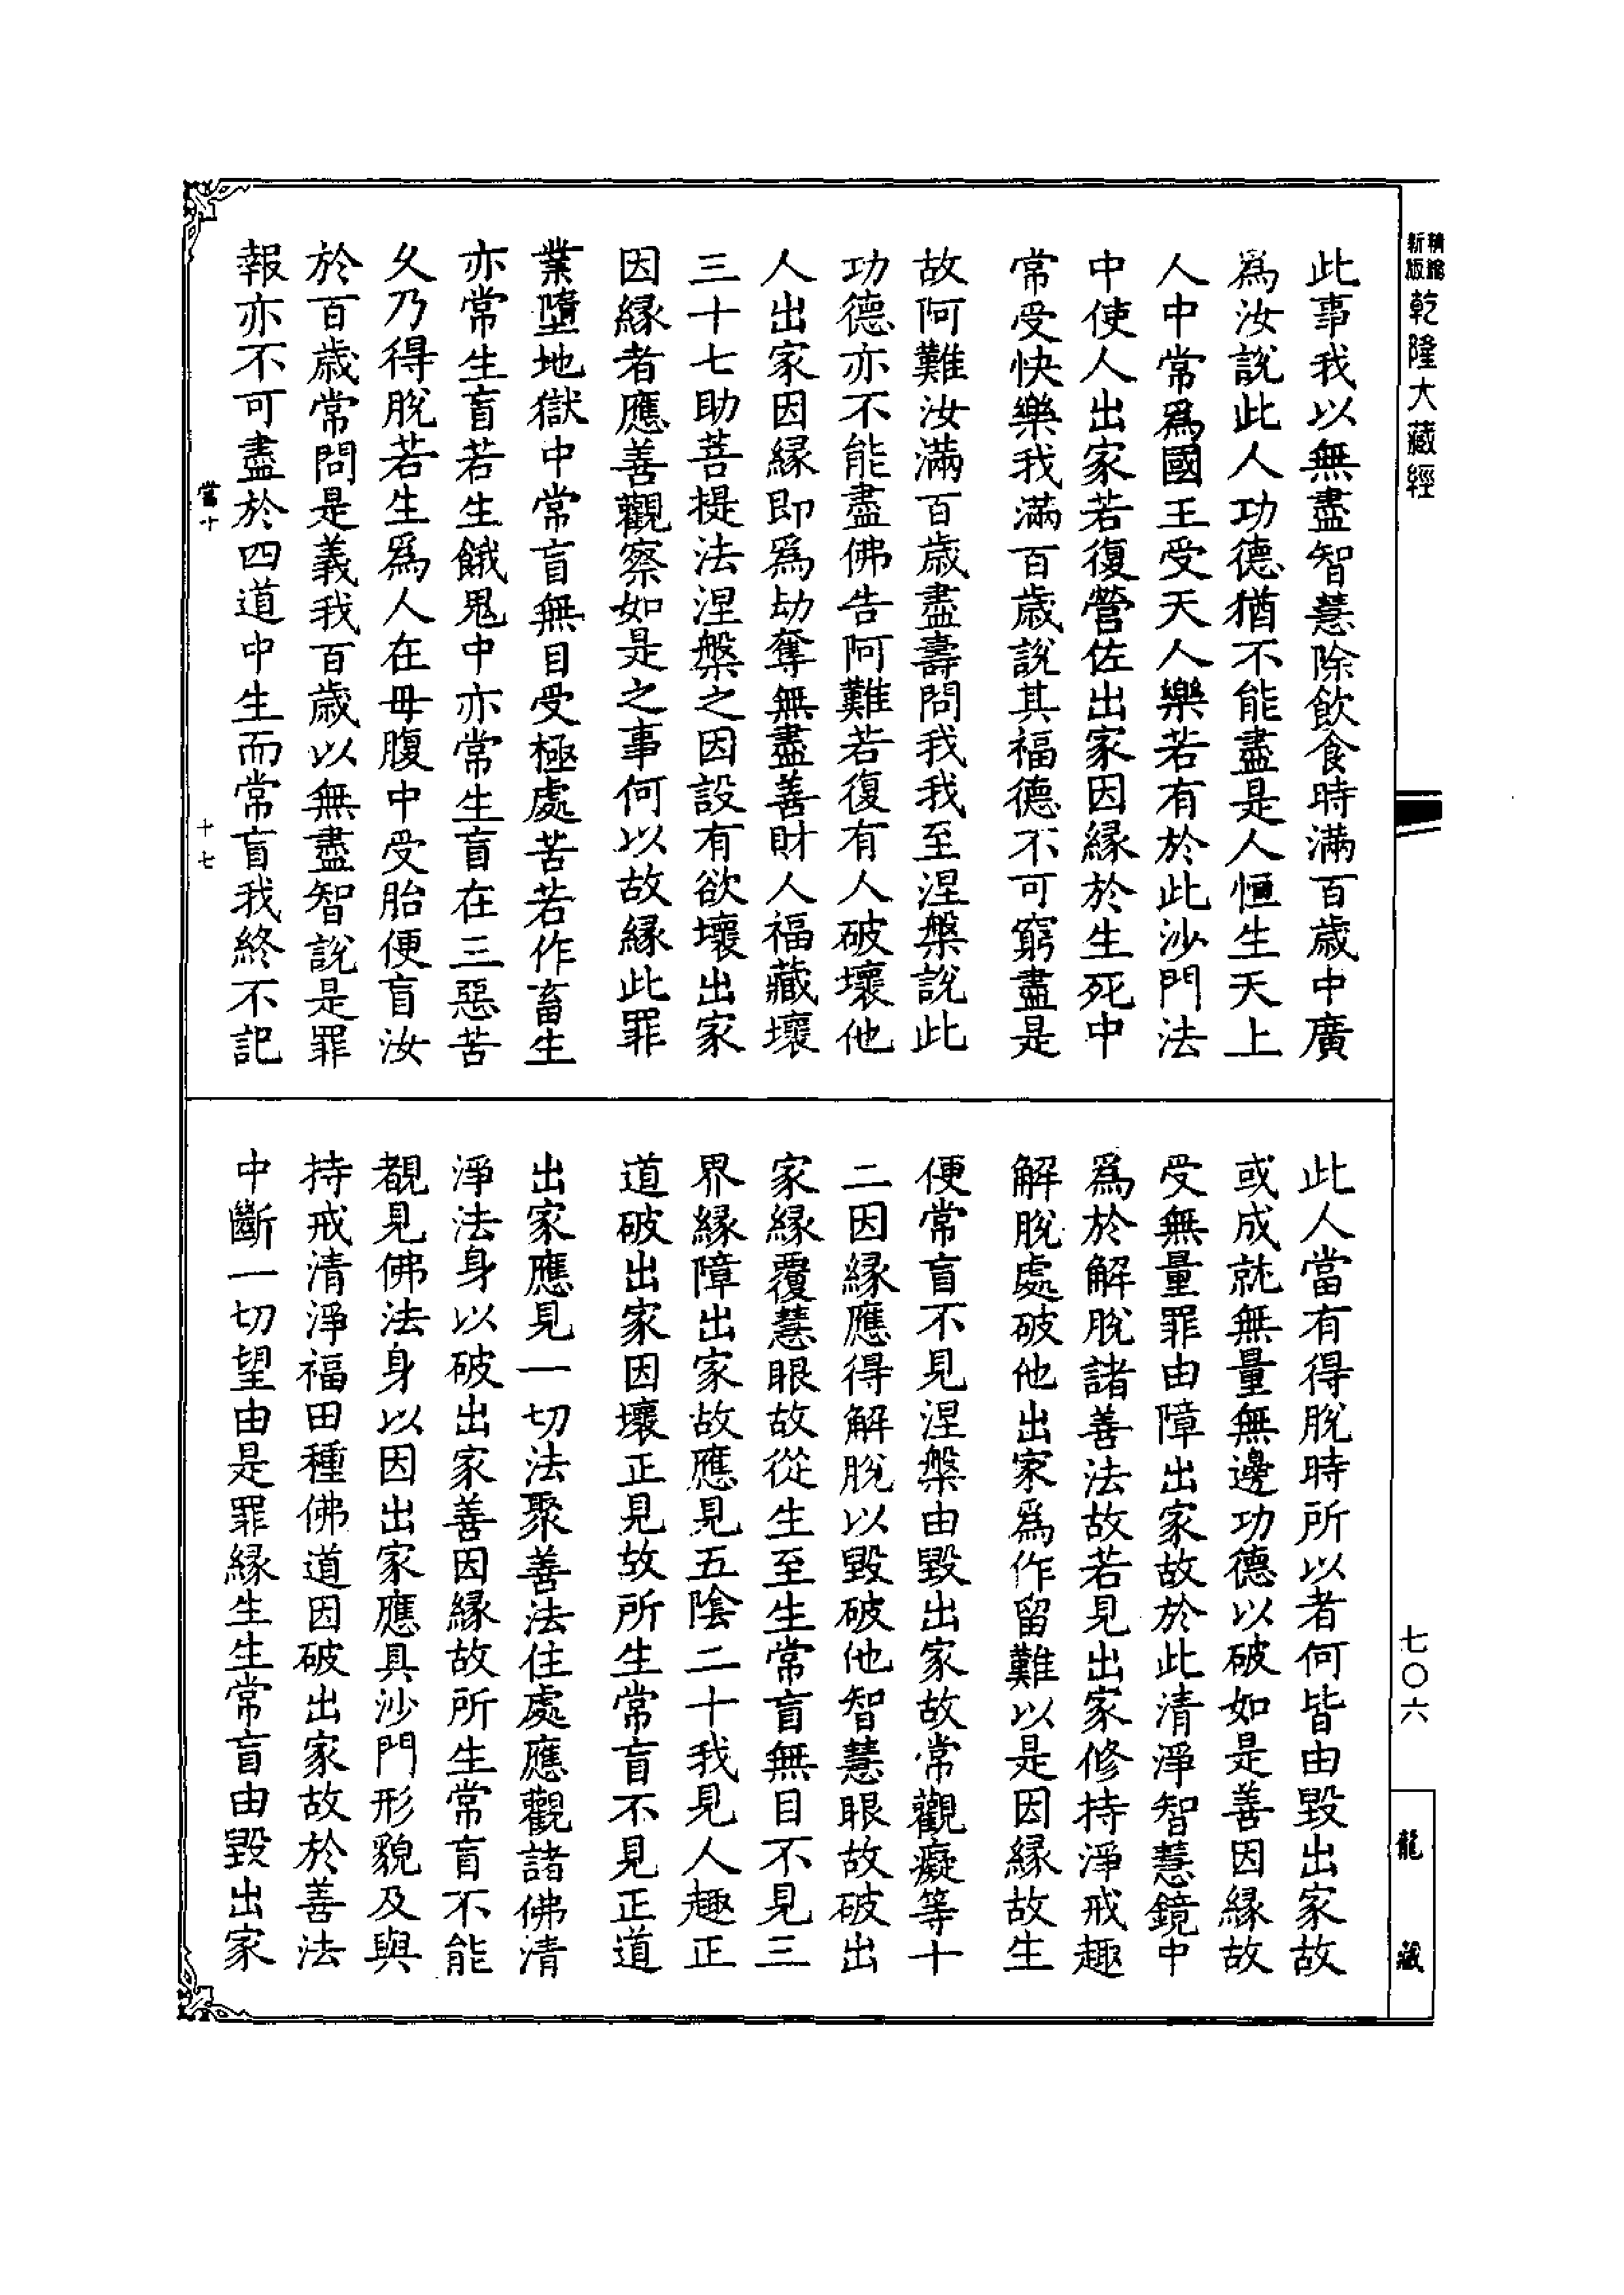 新版
精縮
乾隆大藏經
此事我以無盡智慧除飲食時滿百歲中廣
爲汝説此人功德猶不能盡是人恒生天上
人中常爲國王受天人樂若有於此沙門法
中使人出家若復營佐出家因縁於生死中
常受快樂我滿百歲説其福德不可窮盡是
故阿難汝滿百歲盡壽問我我至涅槃説此
功德亦不能盡佛告阿難若復有人破壞他
人出家因縁即爲劫奪無盡善財人福藏壞
三十七助菩提法涅槃之因設有欲壞出家
因縁者應善觀察如是之事何以故縁此罪
業墮地獄中常盲無目受極處苦若作畜生
亦常生盲若生餓鬼中亦常生盲在三惡苦
久乃得脱若生爲人在母腹中受胎便盲汝
於百歲常問是義我百歲以無盡智説是罪
報亦不可盡於四道中生而常盲我終不記
當十
十七
此人當有得脱時所以者何皆由毀出家故
或成就無量無邊功德以破如是善因縁故
受無量罪由障出家故於此清淨智慧鏡中
爲於解脱諸善法故若見出家修持淨戒趣
解脱處破他出家爲作留難以是因縁故生
便常盲不見涅槃由毀出家故常觀癡等十
二因縁應得解脱以毀破他智慧眼故破出
家縁覆慧眼故從生至生常盲無目不見三
界縁障出家故應見五陰二十我見人趣正
道破出家因壞正見故所生常盲不見正道
出家應見一切法聚善法住處應觀諸佛清
淨法身以破出家善因縁故所生常盲不能
覩見佛法身以因出家應具沙門形貌及與
持戒清淨福田種佛道因破出家故於善法
中斷一切望由是罪縁生生常盲由毀出家
七〇六
龍藏